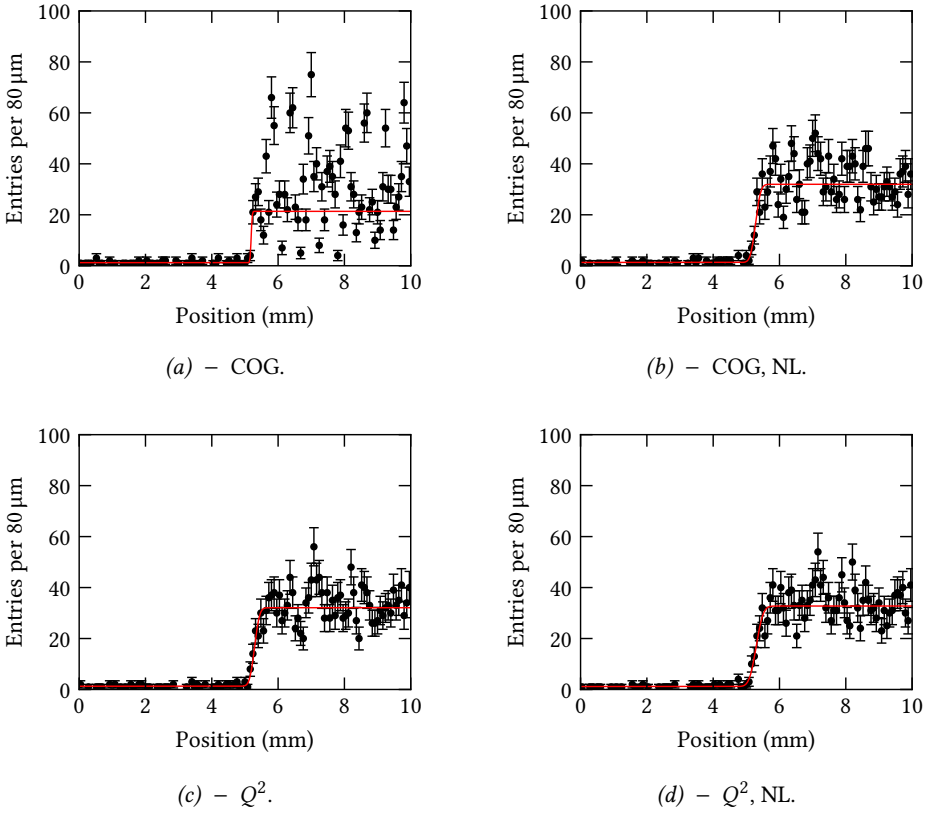 100
80
60
40
20
0
Entries per 80 µm
0 2 4 6 8 10
Position (mm)
(a) – COG.
100
80
60
40
20
0
Entries per 80 µm
0 2 4 6 8 10
Position (mm)
(b) – COG, NL.
100
80
60
40
20
0
Entries per 80 µm
0 2 4 6 8 10
Position (mm)
(c) – Q².
100
80
60
40
20
0
Entries per 80 µm
0 2 4 6 8 10
Position (mm)
(d) – Q², NL.